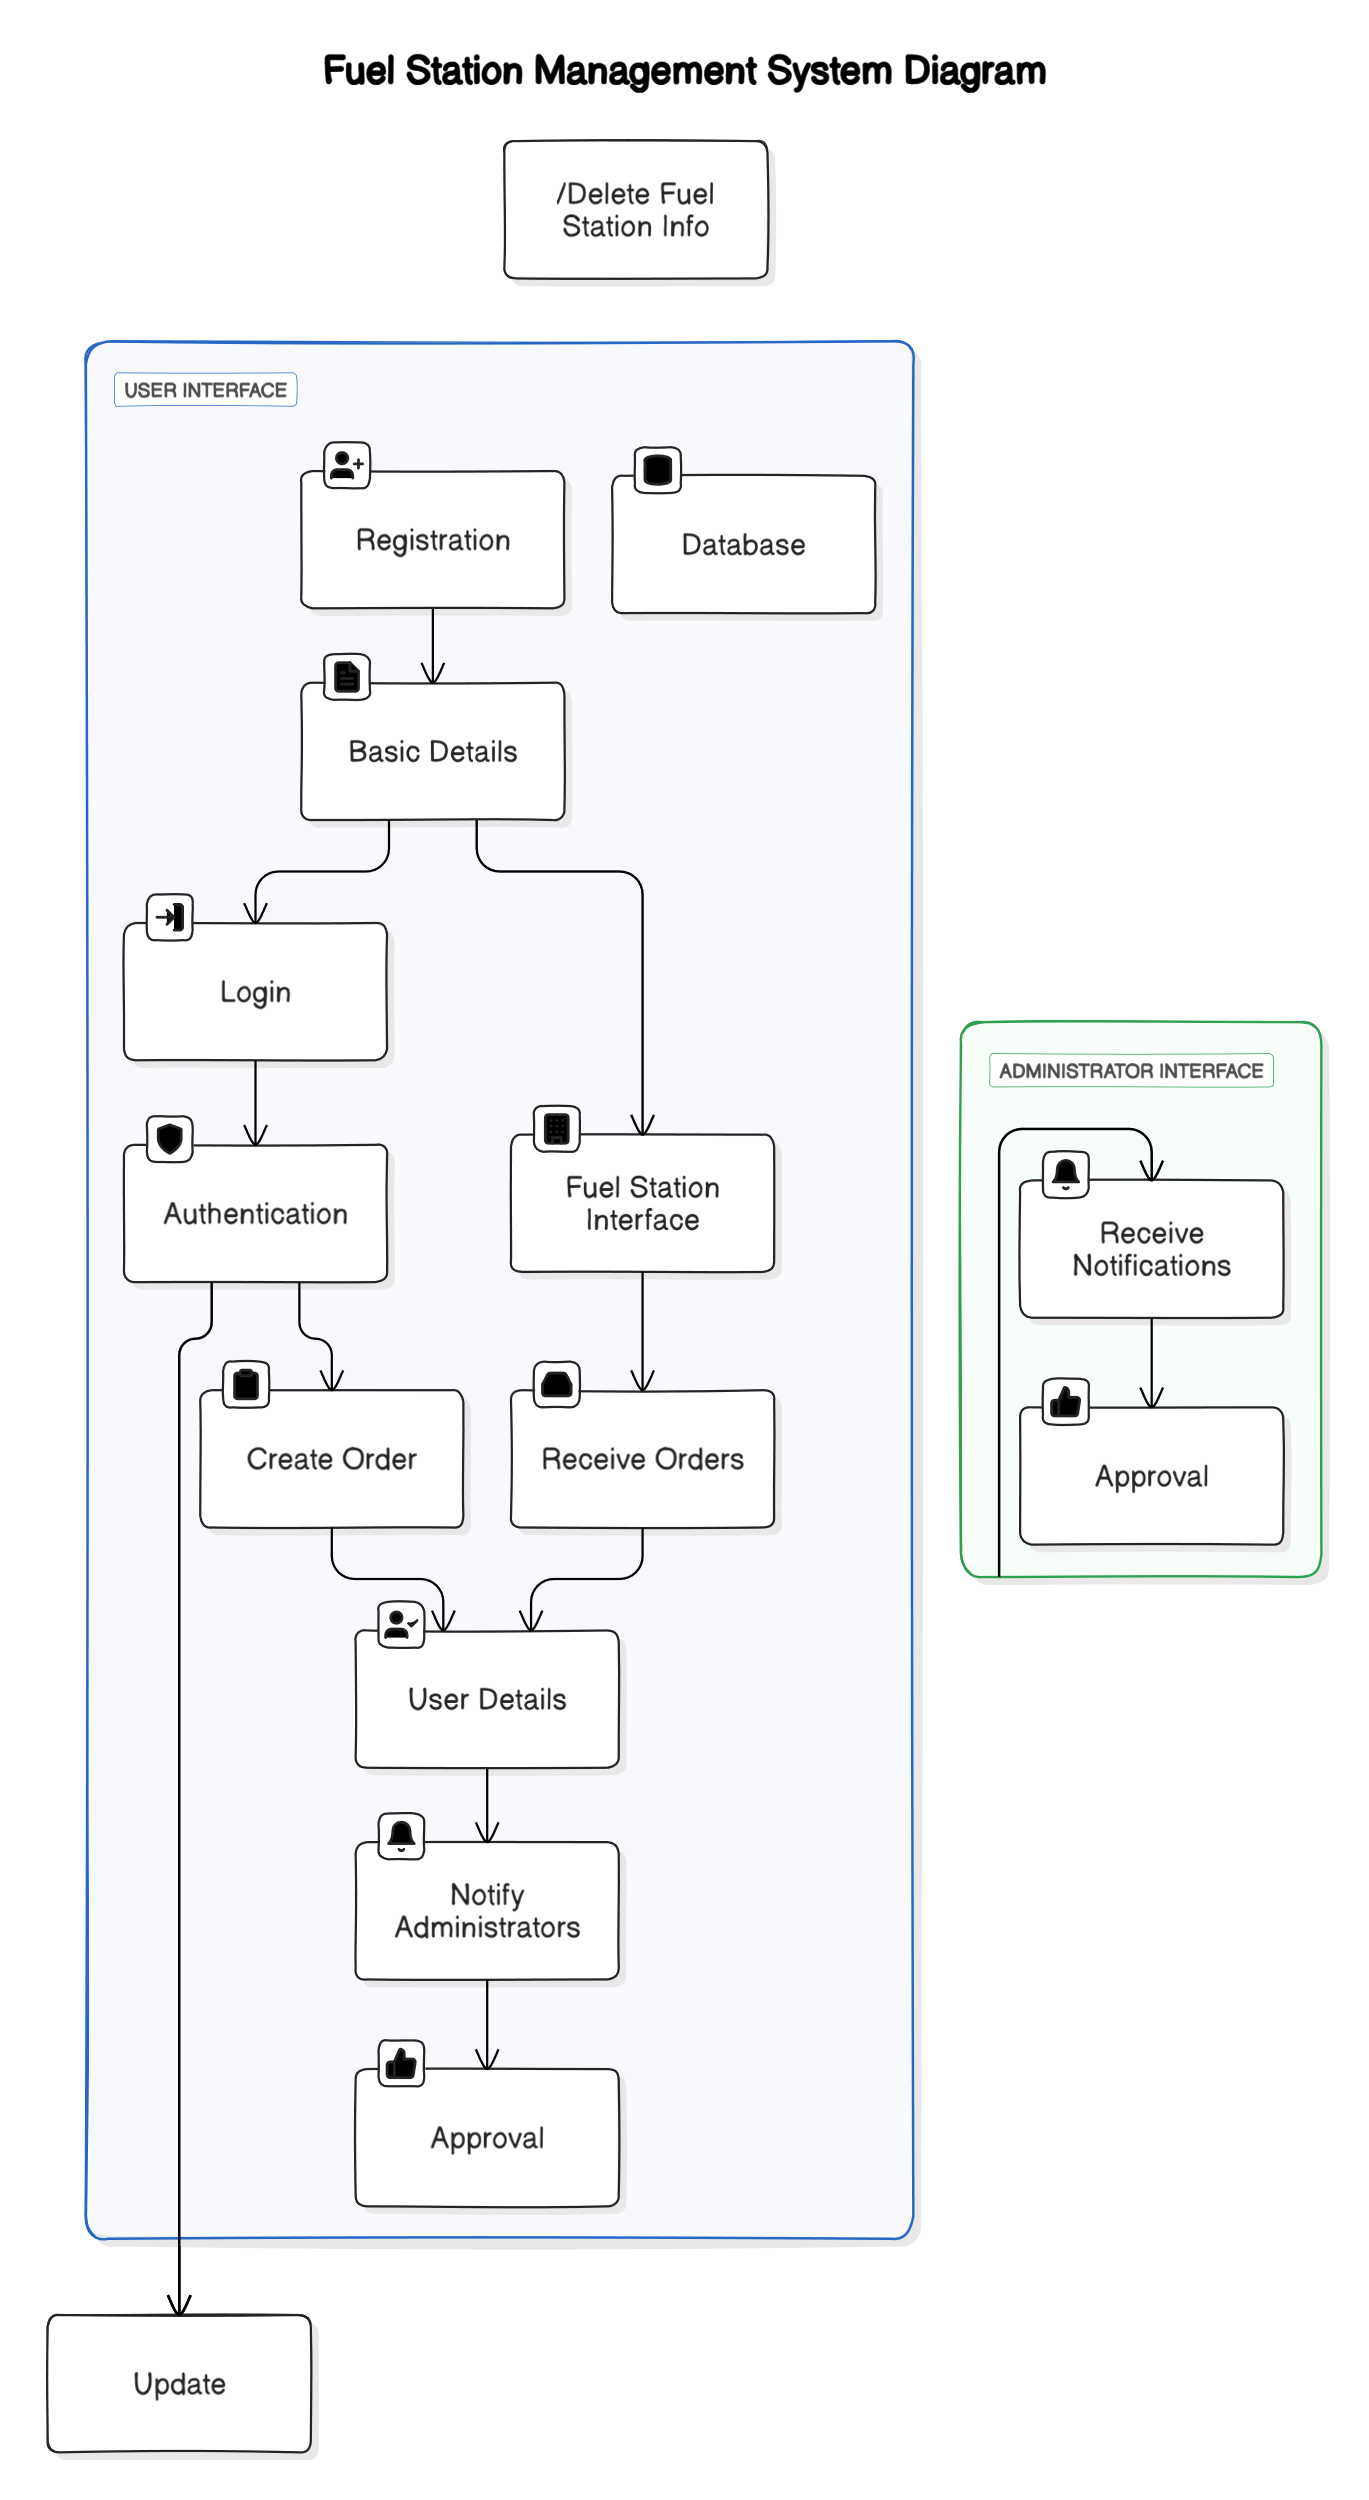 Fuel Station Management System Diagram
/Delete Fuel
Station Info
USER INTERFACE
Registration
Database
Basic Details
Login
ADMINISTRATOR INTERFACE
Authentication
Fuel Station
Interface
Receive
Notifications
Create Order
Receive Orders
Approval
User Details
Notify
Administrators
Approval
Update